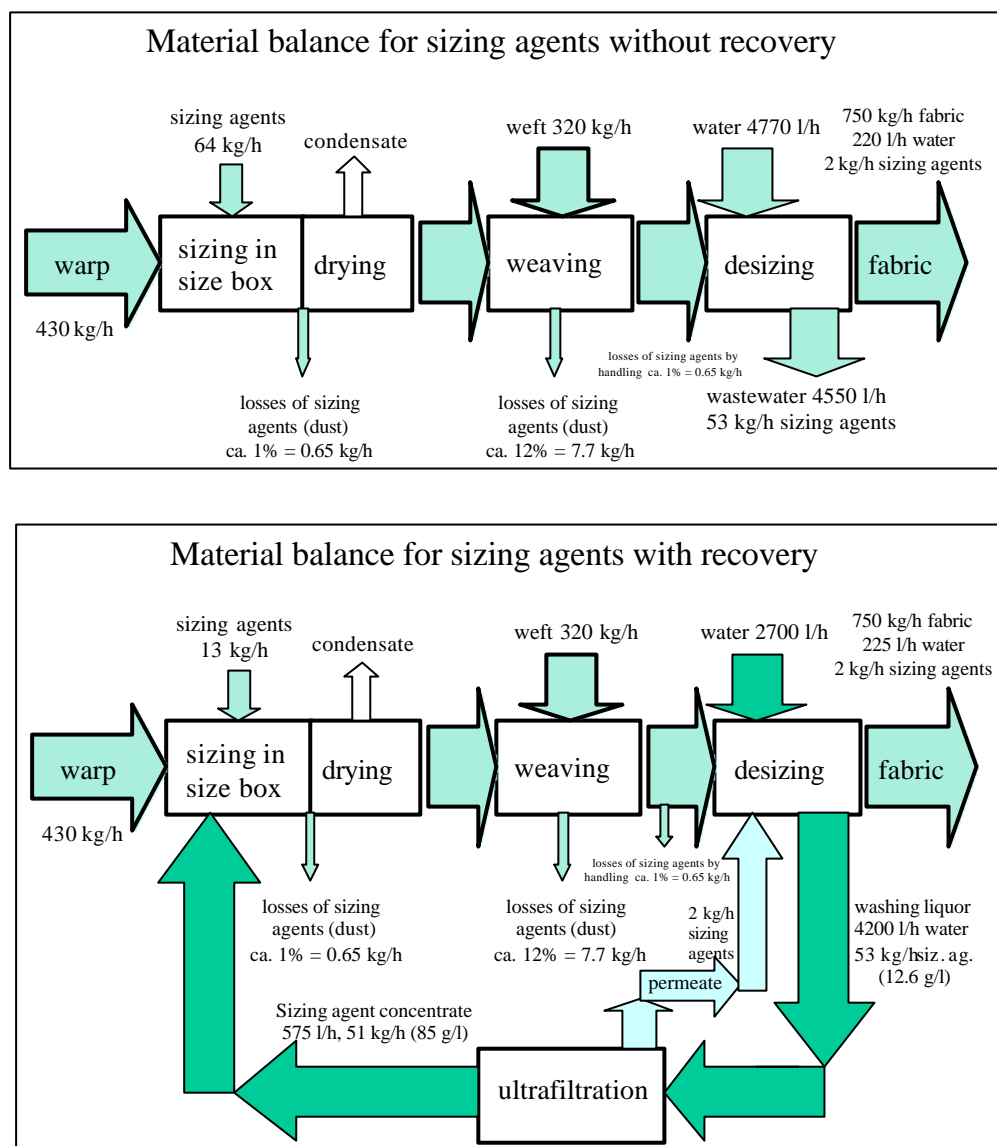 Material balance for sizing agents without recovery
sizing agents
64 kg/h
condensate
weft 320 kg/h
water 4770 l/h
750 kg/h fabric
220 l/h water
2 kg/h sizing agents
warp
sizing in
size box
drying
weaving
desizing
fabric
430 kg/h
losses of sizing
agents (dust)
ca. 1% = 0.65 kg/h
losses of sizing
agents (dust)
ca. 12% = 7.7 kg/h
losses of sizing agents by
handling ca. 1% = 0.65 kg/h
wastewater 4550 l/h
53 kg/h sizing agents
Material balance for sizing agents with recovery
sizing agents
13 kg/h
condensate
weft 320 kg/h
water 2700 l/h
750 kg/h fabric
225 l/h water
2 kg/h sizing agents
warp
sizing in
size box
drying
weaving
desizing
fabric
430 kg/h
losses of sizing
agents (dust)
ca. 1% = 0.65 kg/h
losses of sizing
agents (dust)
ca. 12% = 7.7 kg/h
losses of sizing agents by
handling ca. 1% = 0.65 kg/h
2 kg/h
sizing
agents
permeate
washing liquor
4200 l/h water
53 kg/hsiz. ag.
(12.6 g/l)
Sizing agent concentrate
575 l/h, 51 kg/h (85 g/l)
ultrafiltration